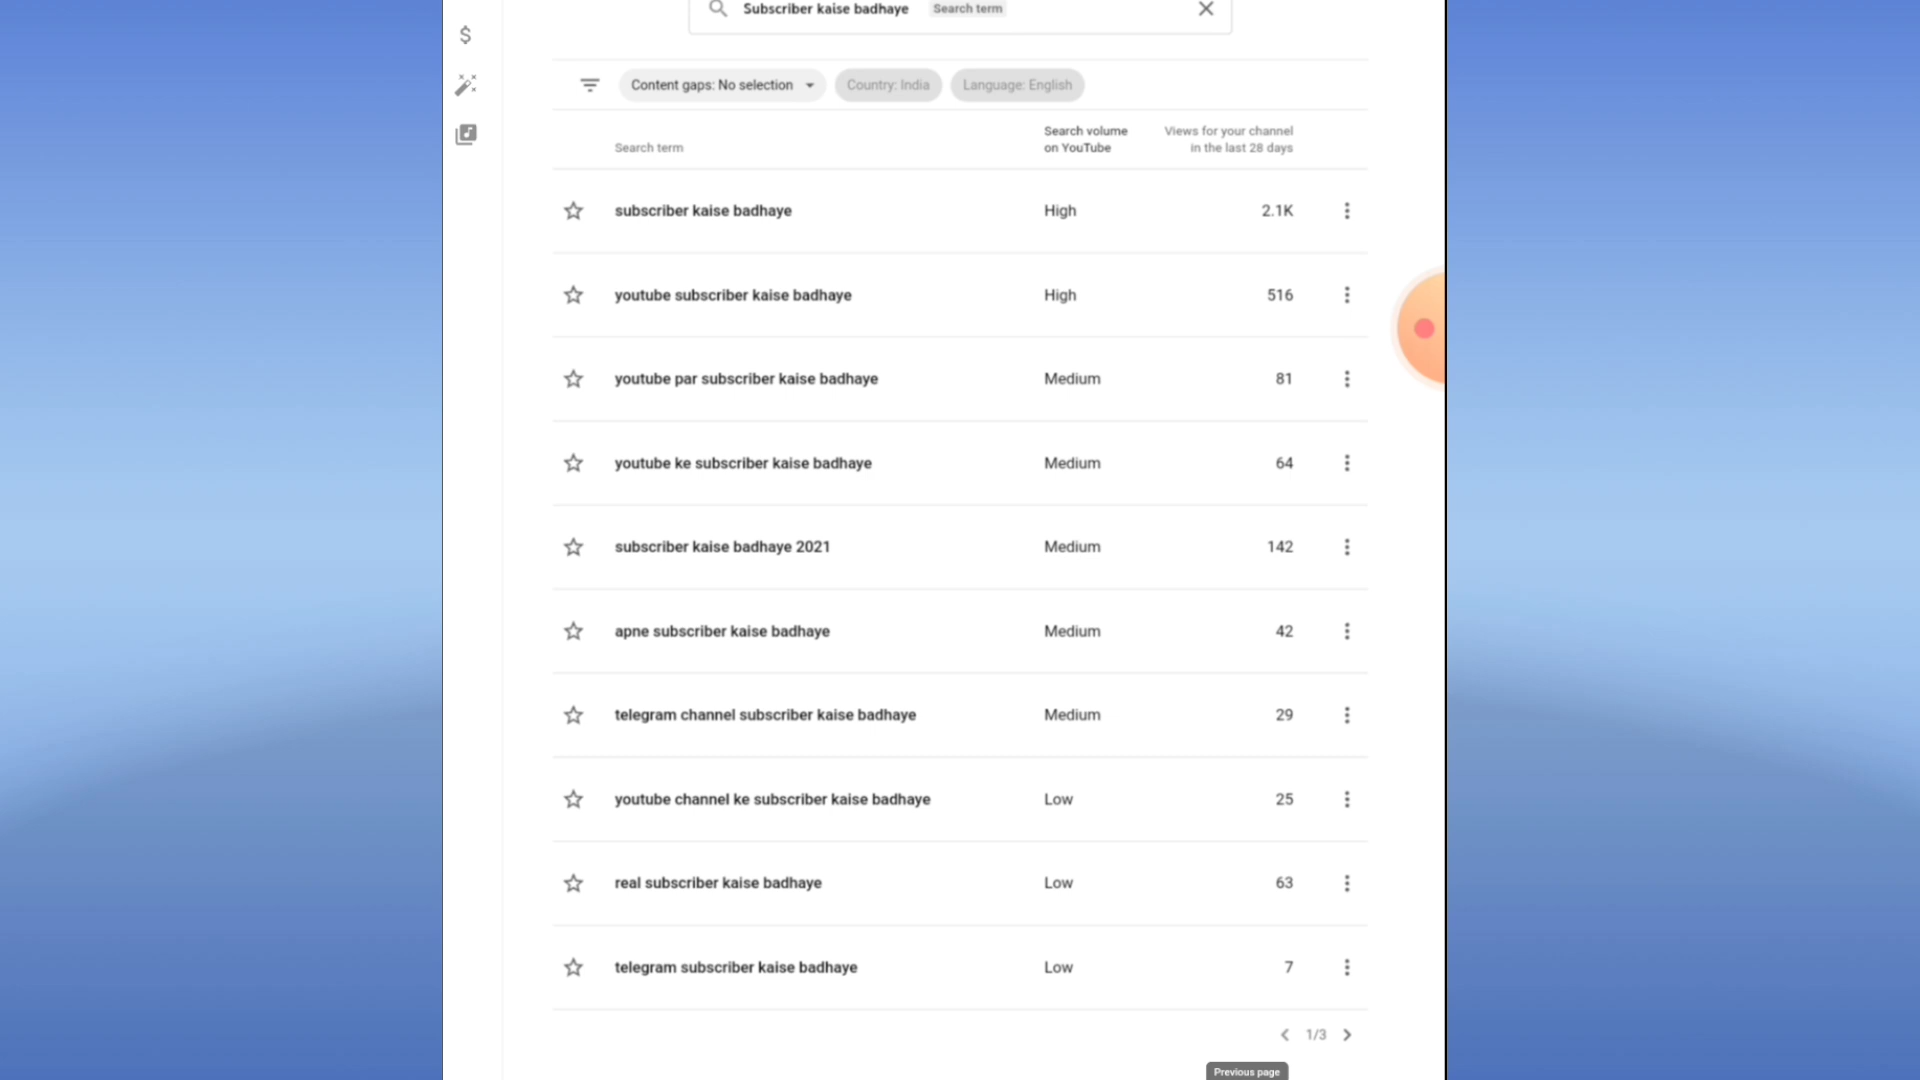 Subscriber kaise badhaye Search term
Content gaps: No selection Country: India Language: English
Search term Search volume on YouTube Views for your channel in the last 28 days
subscriber kaise badhaye High 2.1K
youtube subscriber kaise badhaye High 516
youtube par subscriber kaise badhaye Medium 81
youtube ke subscriber kaise badhaye Medium 64
subscriber kaise badhaye 2021 Medium 142
apne subscriber kaise badhaye Medium 42
telegram channel subscriber kaise badhaye Medium 29
youtube channel ke subscriber kaise badhaye Low 25
real subscriber kaise badhaye Low 63
telegram subscriber kaise badhaye Low 7
1/3
Previous page